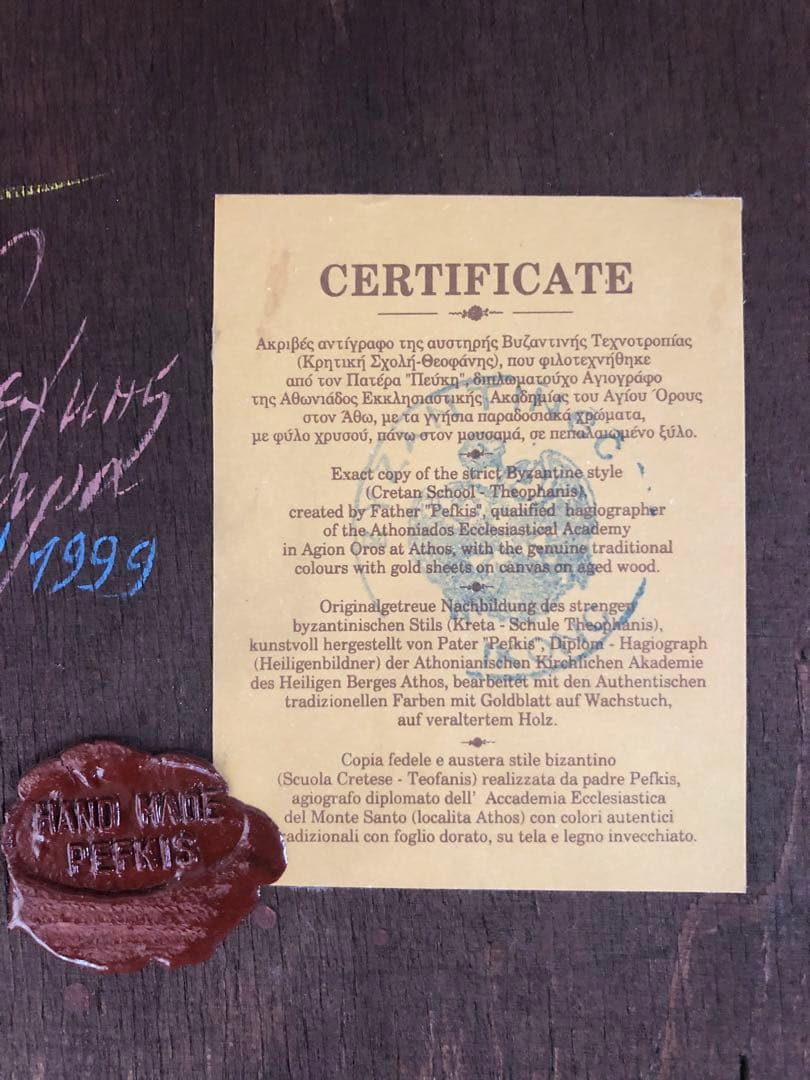 CERTIFICATE
Ακριβές αντίγραφο της αυστηρής Βυζαντινής Τεχνοτροπίας
(Κρητική Σχολή-Θεοφάνης), που φιλοτεχνήθηκε
από τον Πατέρα "Πεύκη", διπλωματούχο Αγιογράφο
της Αθωνιάδος Εκκλησιαστικής Ακαδημίας του Αγίου Όρους
στον Άθω, με τα γνήσια παραδοσιακά χρώματα,
με φύλο χρυσού, πάνω στον μουσαμά, σε πεπαλαιωμένο ξύλο.
Exact copy of the strict Byzantine style
(Cretan School - Theophanis),
created by Father "Pefkis", qualified hagiographer
of the Athoniados Ecclesiastical Academy
in Agion Oros at Athos, with the genuine traditional
colours with gold sheets on canvas on aged wood.
Originalgetreue Nachbildung des strengen
byzantinischen Stils (Kreta - Schule Theophanis),
kunstvoll hergestellt von Pater "Pefkis", Diplom - Hagiograph
(Heiligenbildner) der Athonianischen Kirchlichen Akademie
des Heiligen Berges Athos, bearbeitet mit den Authentischen
tradizionellen Farben mit Goldblatt auf Wachstuch,
auf veraltertem Holz.
Copia fedele e austera stile bizantino
(Scuola Cretese - Teofanis) realizzata da padre Pefkis,
agiografo diplomato dell' Accademia Ecclesiastica
del Monte Santo (localita Athos) con colori autentici
adizionali con foglio dorato, su tela e legno invecchiato.
1999
HAND MADE
PEFKIS